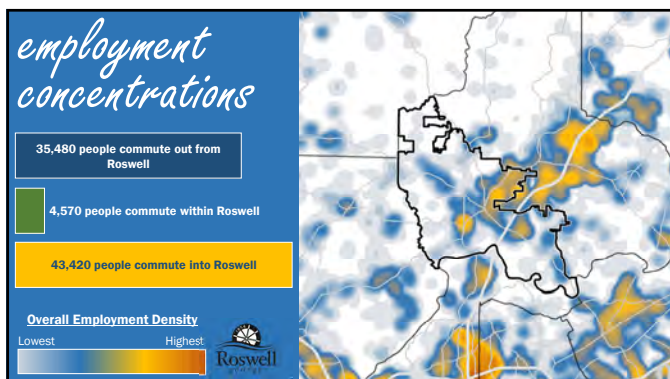 employment
concentrations
35,480 people commute out from
Roswell
4,570 people commute within Roswell
43,420 people commute into Roswell
Overall Employment Density
Lowest Highest
Roswell
georgia